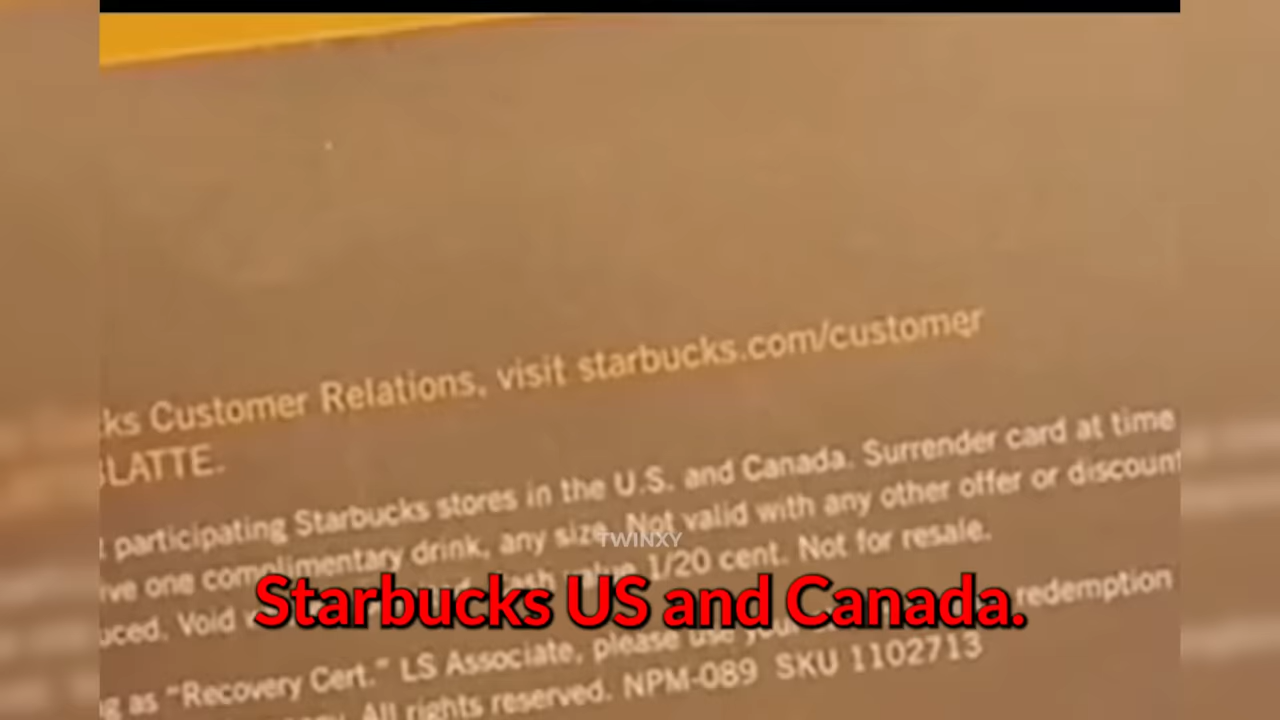 ks Customer Relations, visit starbucks.com/customer
LATTE.
participating Starbucks stores in the U.S. and Canada. Surrender card at time
ve one complimentary drink, any size. Not valid with any other offer or discount
uced. Void value 1/20 cent. Not for resale.
TWINXY
Starbucks US and Canada.
redemption
g as "Recovery Cert." LS Associate, please use
All rights reserved. NPM-089 SKU 1102713